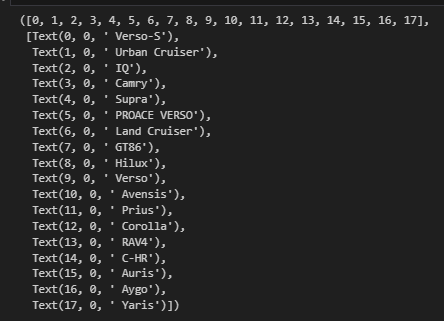 ([0, 1, 2, 3, 4, 5, 6, 7, 8, 9, 10, 11, 12, 13, 14, 15, 16, 17],
[Text(0, 0, ' Verso-S'),
Text(1, 0, ' Urban Cruiser'),
Text(2, 0, ' IQ'),
Text(3, 0, ' Camry'),
Text(4, 0, ' Supra'),
Text(5, 0, ' PROACE VERSO'),
Text(6, 0, ' Land Cruiser'),
Text(7, 0, ' GT86'),
Text(8, 0, ' Hilux'),
Text(9, 0, ' Verso'),
Text(10, 0, ' Avensis'),
Text(11, 0, ' Prius'),
Text(12, 0, ' Corolla'),
Text(13, 0, ' RAV4'),
Text(14, 0, ' C-HR'),
Text(15, 0, ' Auris'),
Text(16, 0, ' Aygo'),
Text(17, 0, ' Yaris')])